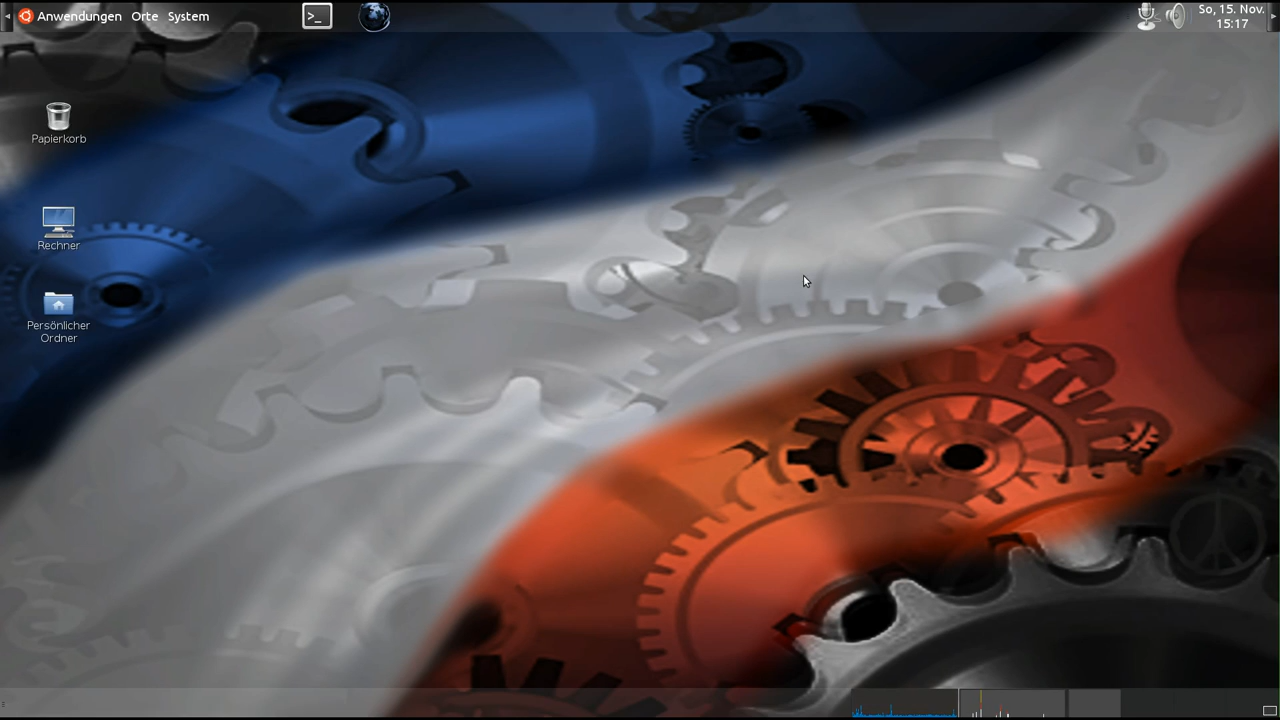 Anwendungen Orte System
>_
So, 15. Nov.
15:17
Papierkorb
Rechner
Persönlicher
Ordner